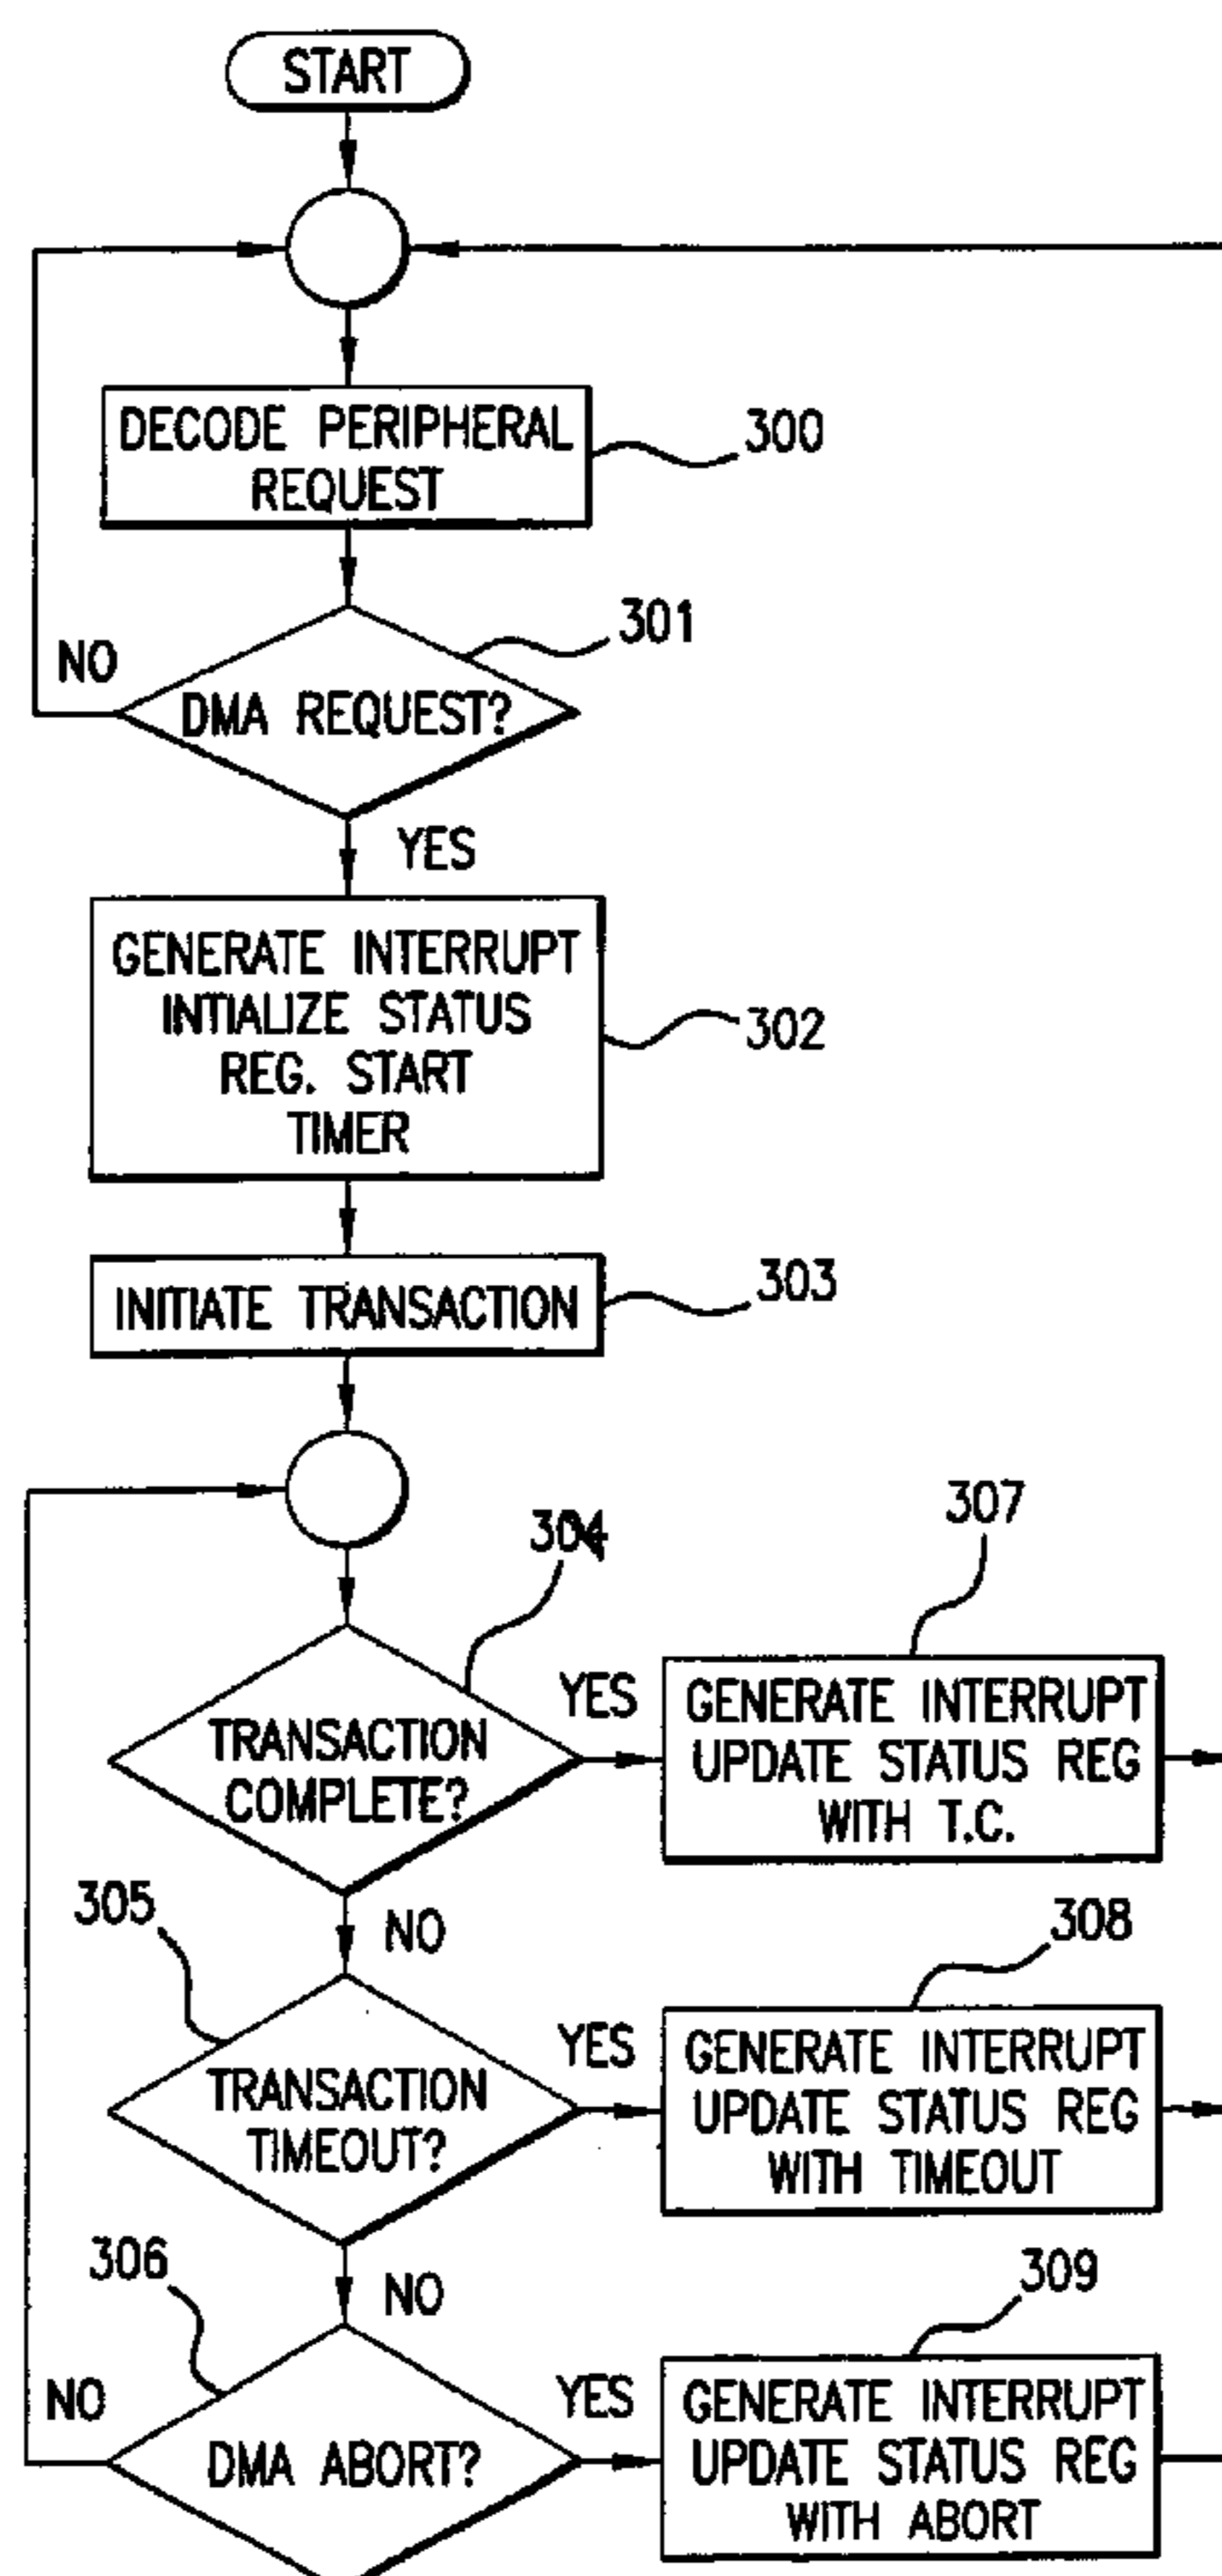 START
DECODE PERIPHERAL
REQUEST
300
301
NO
DMA REQUEST?
YES
GENERATE INTERRUPT
INTIALIZE STATUS
REG. START
TIMER
302
INITIATE TRANSACTION
303
304
307
TRANSACTION
COMPLETE?
YES
GENERATE INTERRUPT
UPDATE STATUS REG
WITH T.C.
305
NO
308
TRANSACTION
TIMEOUT?
YES
GENERATE INTERRUPT
UPDATE STATUS REG
WITH TIMEOUT
306
NO
309
NO
DMA ABORT?
YES
GENERATE INTERRUPT
UPDATE STATUS REG
WITH ABORT